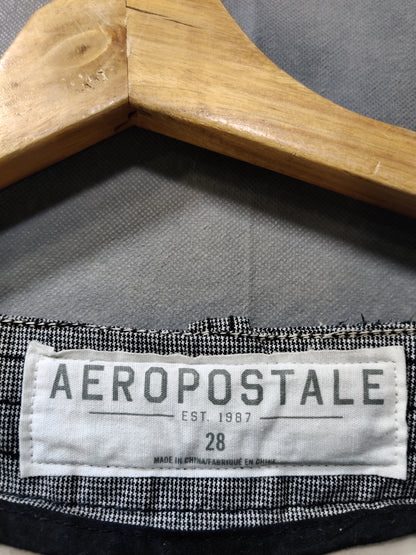 AEROPOSTALE
EST. 1987
28
MADE IN CHINA/FABRIQUÉ EN CHINE